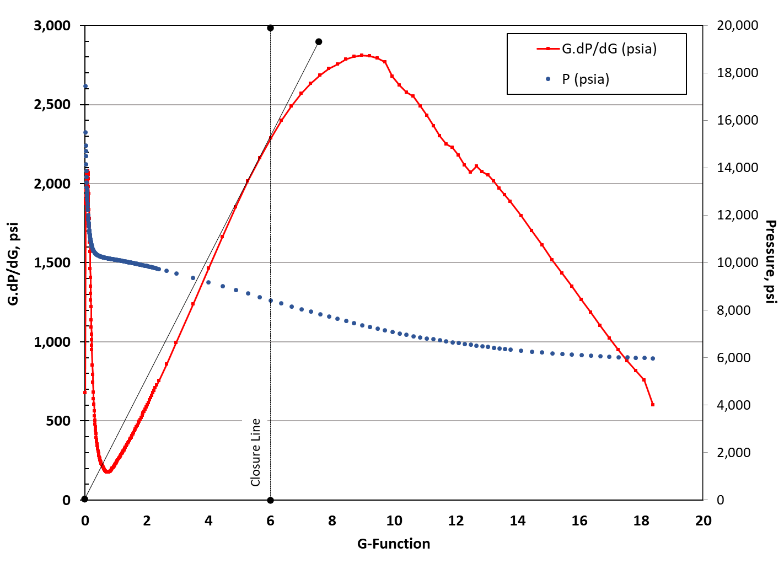 3,000
2,500
2,000
1,500
1,000
500
0
G.dP/dG, psi
20,000
18,000
16,000
14,000
12,000
10,000
8,000
6,000
4,000
2,000
0
Pressure, psi
G.dP/dG (psia)
P (psia)
Closure Line
0 2 4 6 8 10 12 14 16 18 20
G-Function